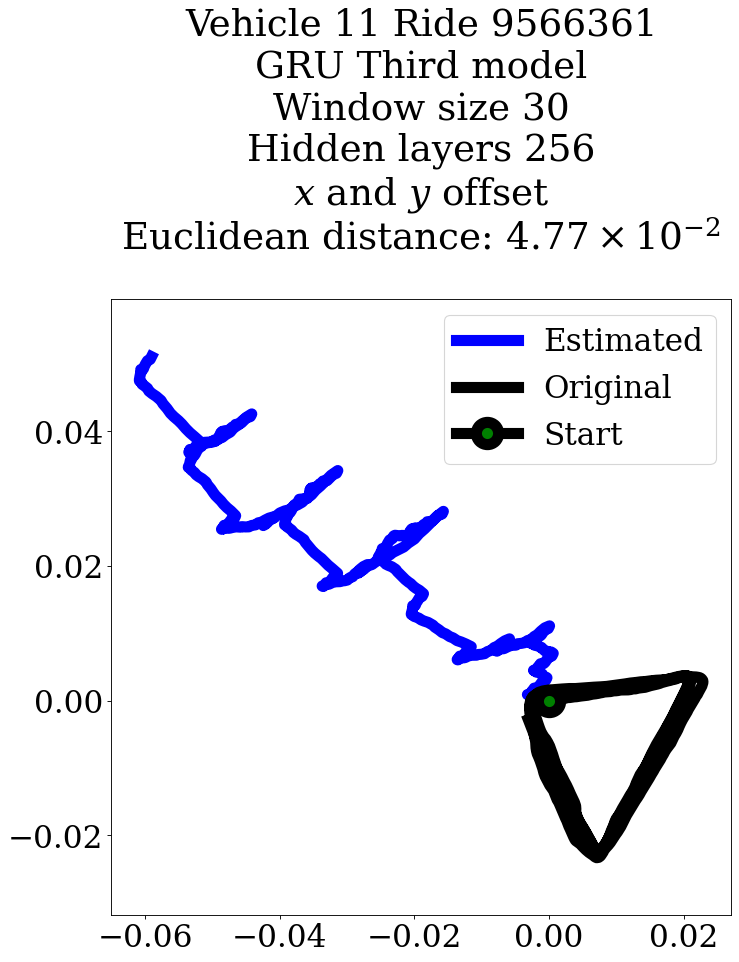 Vehicle 11 Ride 9566361
GRU Third model
Window size 30
Hidden layers 256
x and y offset
Euclidean distance: 4.77 × 10⁻²
Estimated
Original
Start
0.04
0.02
0.00
−0.02
−0.06 −0.04 −0.02 0.00 0.02